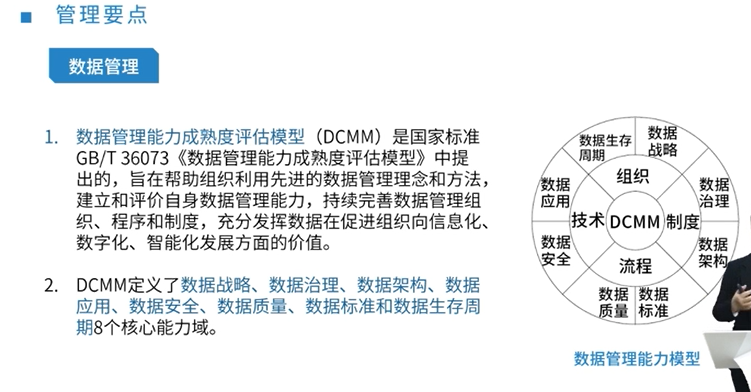 管理要点
数据管理
1. 数据管理能力成熟度评估模型（DCMM）是国家标准
GB/T 36073《数据管理能力成熟度评估模型》中提
出的，旨在帮助组织利用先进的数据管理理念和方法，
建立和评价自身数据管理能力，持续完善数据管理组
织、程序和制度，充分发挥数据在促进组织向信息化、
数字化、智能化发展方面的价值。
2. DCMM定义了数据战略、数据治理、数据架构、数据
应用、数据安全、数据质量、数据标准和数据生存周
期8个核心能力域。
数据生存
周期
数据
战略
数据
治理
数据
架构
数据
标准
数据
质量
数据
安全
数据
应用
组织
技术
DCMM
制度
流程
数据管理能力模型